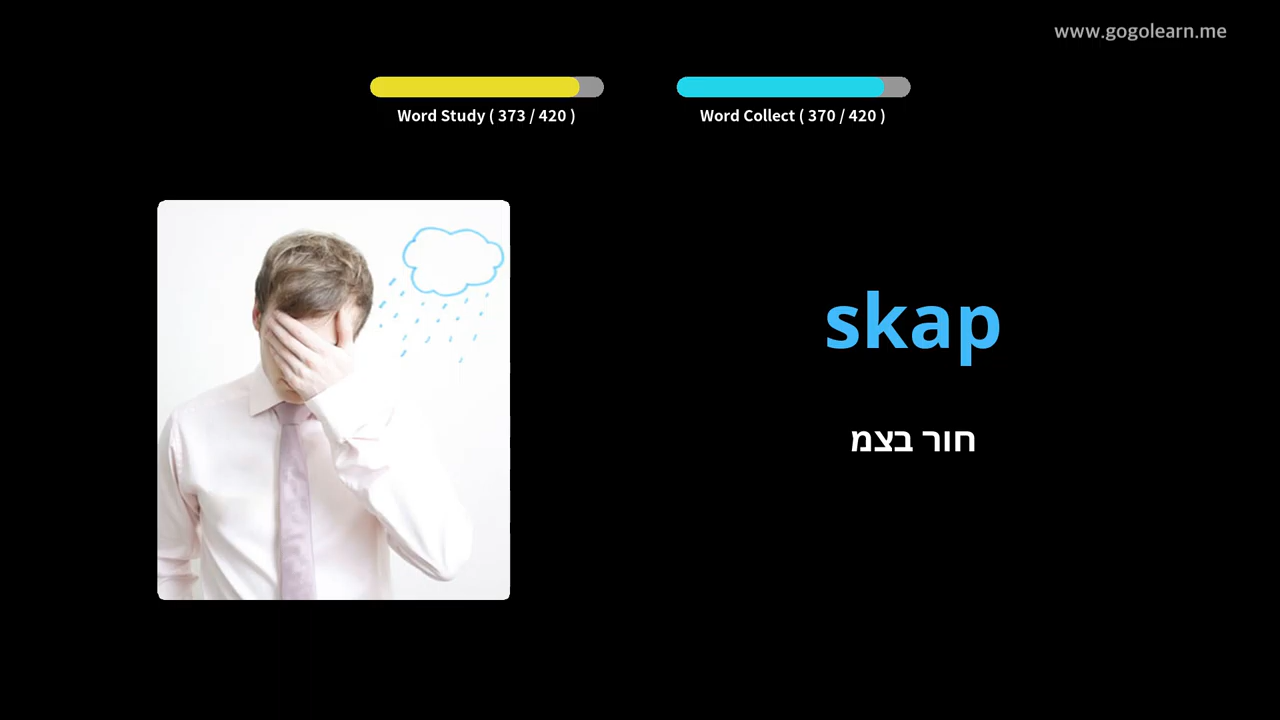 www.gogolearn.me
Word Study ( 373 / 420 )
Word Collect ( 370 / 420 )
skap
חור בצמ